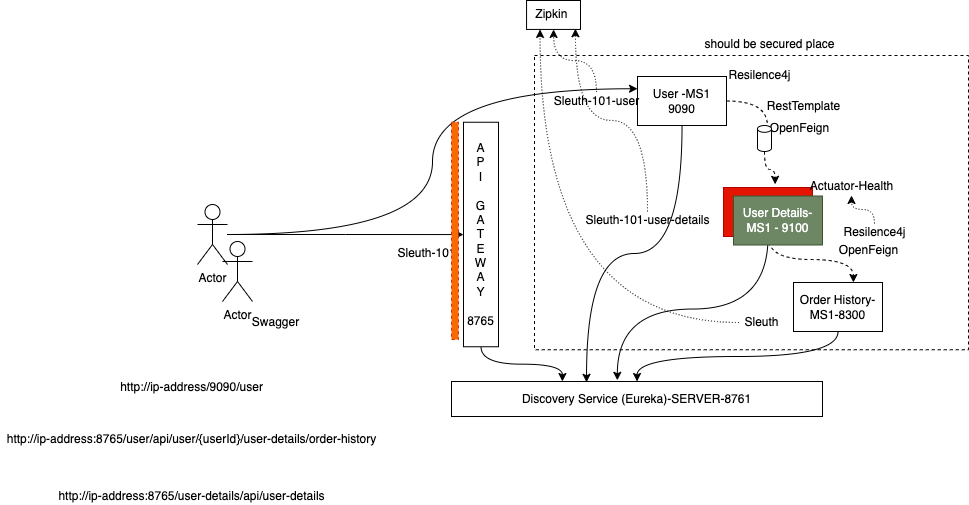 Zipkin
should be secured place
Resilence4j
User -MS1
9090
Sleuth-101-user
RestTemplate
OpenFeign
A
P
I
G
A
T
E
W
A
Y
8765
Actuator-Health
User Details-
MS1 - 9100
Sleuth-101-user-details
Resilence4j
OpenFeign
Sleuth-10
Actor
Actor
Swagger
Order History-
MS1-8300
Sleuth
Discovery Service (Eureka)-SERVER-8761
http://ip-address/9090/user
http://ip-address:8765/user/api/user/{userId}/user-details/order-history
http://ip-address:8765/user-details/api/user-details